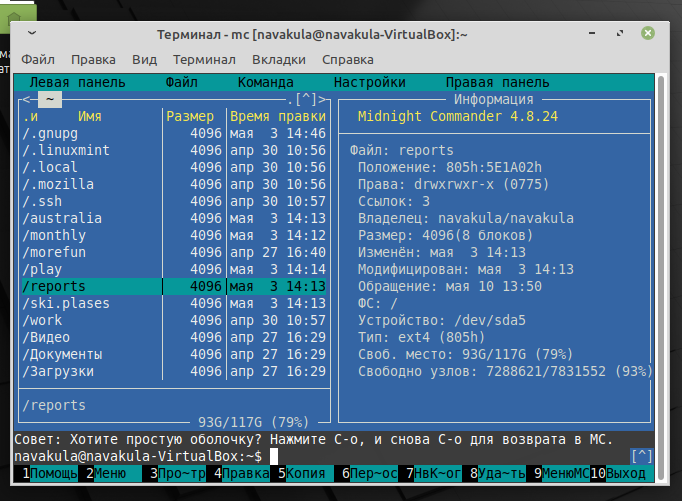 Терминал - mc [navakula@navakula-VirtualBox]:~
Файл Правка Вид Терминал Вкладки Справка
Левая панель Файл Команда Настройки Правая панель
<─ ~ .[^]>
.и Имя Размер Время правки
/.gnupg 4096 мая 3 14:46
/.linuxmint 4096 апр 30 10:56
/.local 4096 апр 30 10:56
/.mozilla 4096 апр 30 10:56
/.ssh 4096 апр 30 10:57
/australia 4096 мая 3 14:13
/monthly 4096 мая 3 14:12
/morefun 4096 апр 27 16:40
/play 4096 мая 3 14:14
/reports 4096 мая 3 14:13
/ski.plases 4096 мая 3 14:13
/work 4096 апр 30 10:57
/Видео 4096 апр 27 16:29
/Документы 4096 апр 27 16:29
/Загрузки 4096 апр 27 16:29
/reports
93G/117G (79%)
Информация
Midnight Commander 4.8.24
Файл: reports
Положение: 805h:5E1A02h
Права: drwxrwxr-x (0775)
Ссылок: 3
Владелец: navakula/navakula
Размер: 4096(8 блоков)
Изменён: мая 3 14:13
Модифицирован: мая 3 14:13
Обращение: мая 10 13:50
ФС: /
Устройство: /dev/sda5
Тип: ext4 (805h)
Своб. место: 93G/117G (79%)
Свободно узлов: 7288621/7831552 (93%)
Совет: Хотите простую оболочку? Нажмите C-o, и снова C-o для возврата в MC.
navakula@navakula-VirtualBox:~$ [^]
1Помощь 2Меню 3Про~тр 4Правка 5Копия 6Пер~ос 7НвК~ог 8Уда~ть 9МенюМС 10Выход